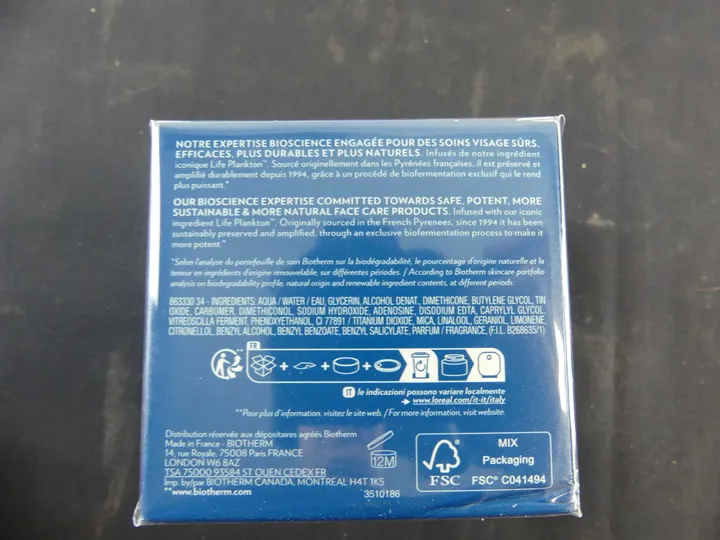 NOTRE EXPERTISE BIOSCIENCE ENGAGÉE POUR DES SOINS VISAGE SÛRS,
EFFICACES, PLUS DURABLES ET PLUS NATURELS. Infusés de notre ingrédient
iconique Life Plankton™. Sourcé originellement dans les Pyrénées françaises, il est préservé et
amplifié durablement depuis 1994, grâce à un procédé de biofermentation exclusif qui le rend
plus puissant.*
OUR BIOSCIENCE EXPERTISE COMMITTED TOWARDS SAFE, POTENT, MORE
SUSTAINABLE & MORE NATURAL FACE CARE PRODUCTS. Infused with our iconic
ingredient Life Plankton™. Originally sourced in the French Pyrenees, since 1994 it has been
sustainably preserved and amplified, through an exclusive biofermentation process to make it
more potent.*
*Selon l'analyse du portefeuille de soin Biotherm sur la biodégradabilité, le pourcentage d'origine naturelle et la
teneur en ingrédients d'origine renouvelable, sur différentes périodes. / According to Biotherm skincare portfolio
analysis on biodegradability profile, natural origin and renewable ingredient contents, at different periods.
863330 34 - INGREDIENTS: AQUA / WATER / EAU, GLYCERIN, ALCOHOL DENAT., DIMETHICONE, BUTYLENE GLYCOL, TIN
OXIDE, CARBOMER, DIMETHICONOL, SODIUM HYDROXIDE, ADENOSINE, DISODIUM EDTA, CAPRYLYL GLYCOL,
VITREOSCILLA FERMENT, PHENOXYETHANOL, CI 77891 / TITANIUM DIOXIDE, MICA, LINALOOL, GERANIOL, LIMONENE,
CITRONELLOL, BENZYL ALCOHOL, BENZYL BENZOATE, BENZYL SALICYLATE, PARFUM / FRAGRANCE, (F.I.L. B268635/1)
FR
IT le indicazioni possono variare localmente
www.loreal.com/it-it/italy
**Pour plus d'information, visitez le site web. / For more information, visit website.
Distribution réservée aux dépositaires agréés Biotherm
Made in France - BIOTHERM
14, rue Royale, 75008 Paris FRANCE
LONDON W6 8AZ
TSA 75000 93584 ST OUEN CEDEX FR
Imp. by/par BIOTHERM CANADA, MONTREAL H4T 1K5
**www.biotherm.com
12M
3510186
FSC
MIX
Packaging
FSC® C041494